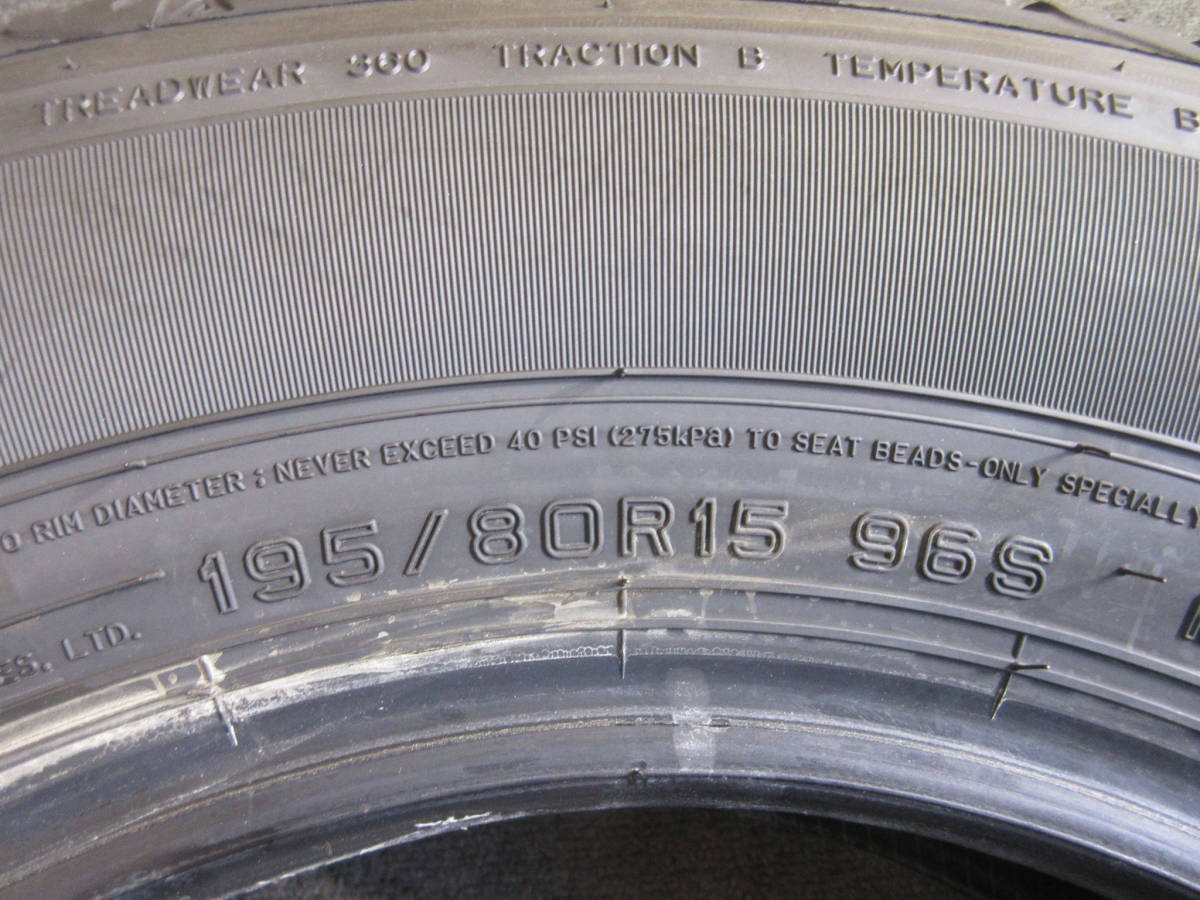 TREADWEAR 360 TRACTION B TEMPERATURE B
O RIM DIAMETER ; NEVER EXCEED 40 PSI (275kPa) TO SEAT BEADS-ONLY SPECIALLY
195/80R15 96S
ES. LTD.